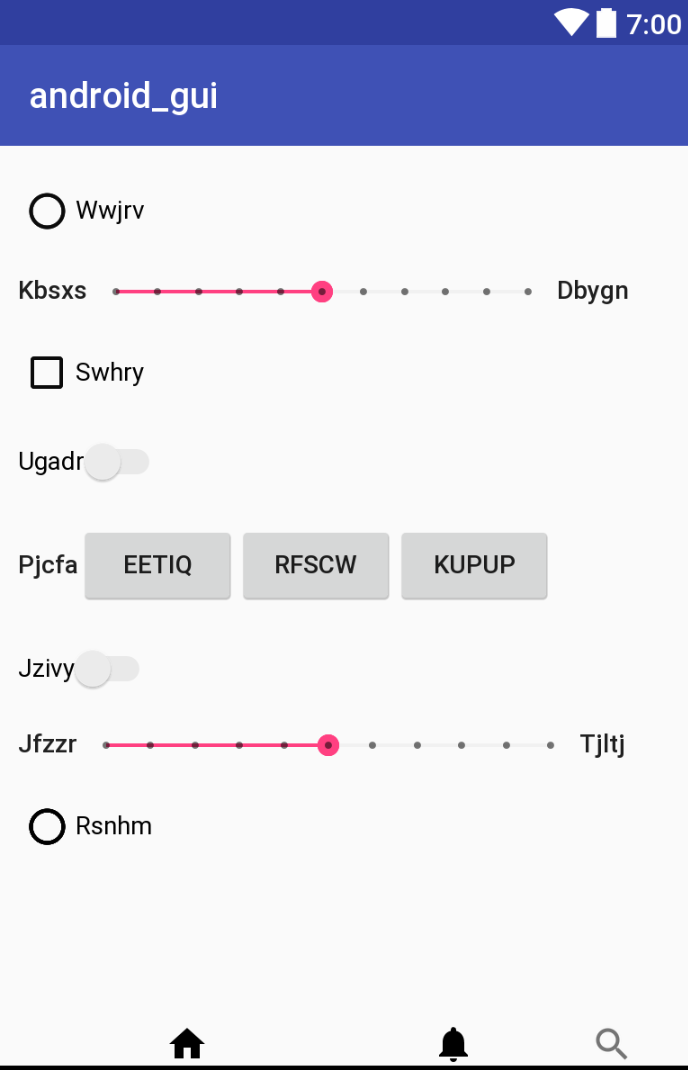 7:00
android_gui
Wwjrv
Kbsxs Dbygn
Swhry
Ugadr
Pjcfa EETIQ RFSCW KUPUP
Jzivy
Jfzzr Tjltj
Rsnhm